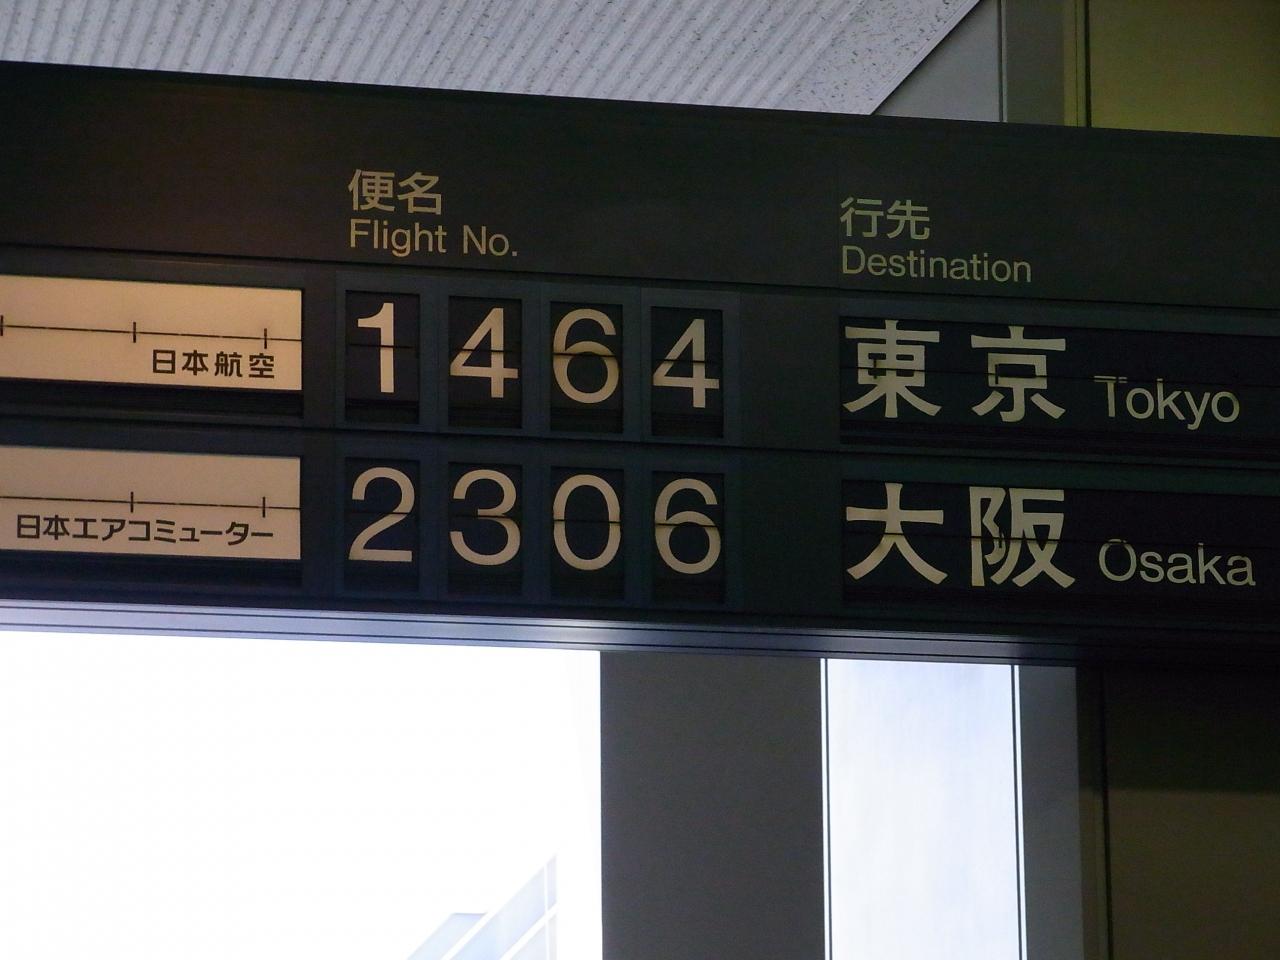 便名
Flight No.
行先
Destination
日本航空
1464
東京 Tokyo
日本エアコミューター
2306
大阪 Osaka